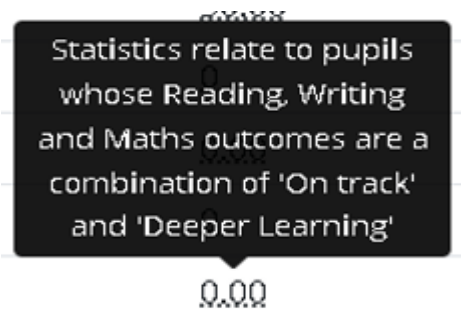 Statistics relate to pupils
whose Reading, Writing
and Maths outcomes are a
combination of 'On track'
and 'Deeper Learning'
0.00